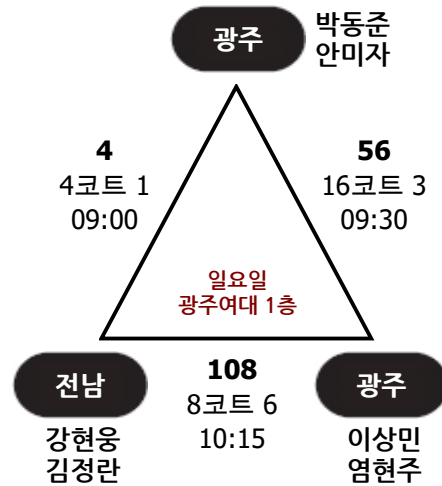 광주
박동준
안미자
4
4코트 1
09:00
56
16코트 3
09:30
일요일
광주여대 1층
전남
강현웅
김정란
108
8코트 6
10:15
광주
이상민
염현주